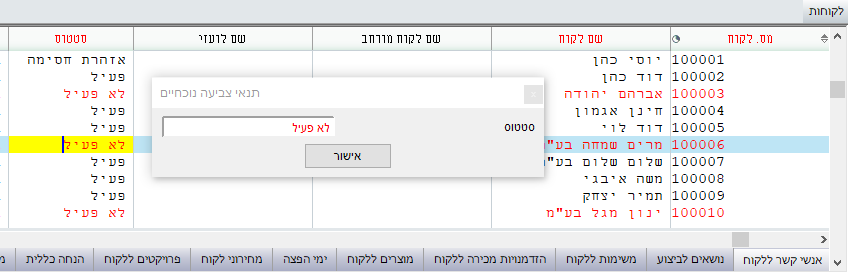 לקוחות
מס. לקוח שם לקוח שם לקוח מורחב שם לועזי סטטוס
100001 יוסי כהן אזהרת חסימה
100002 דוד כהן פעיל
100003 אברהם יהודה לא פעיל
100004 חינן אגמון פעיל
100005 דוד לוי פעיל
100006 מרים שמחה בע"מ לא פעיל
100007 שלום שלום בע"מ פעיל
100008 משה איבגי פעיל
100009 תמיר יצחק פעיל
100010 ינון מגל בע"מ לא פעיל
תנאי צביעה נוכחיים x
סטטוס לא פעיל
אישור
אנשי קשר ללקוח נושאים לביצוע משימות ללקוח הזדמנויות מכירה ללקוח מוצרים ללקוח ימי הפצה מחירוני לקוח פרויקטים ללקוח הנחה כללית